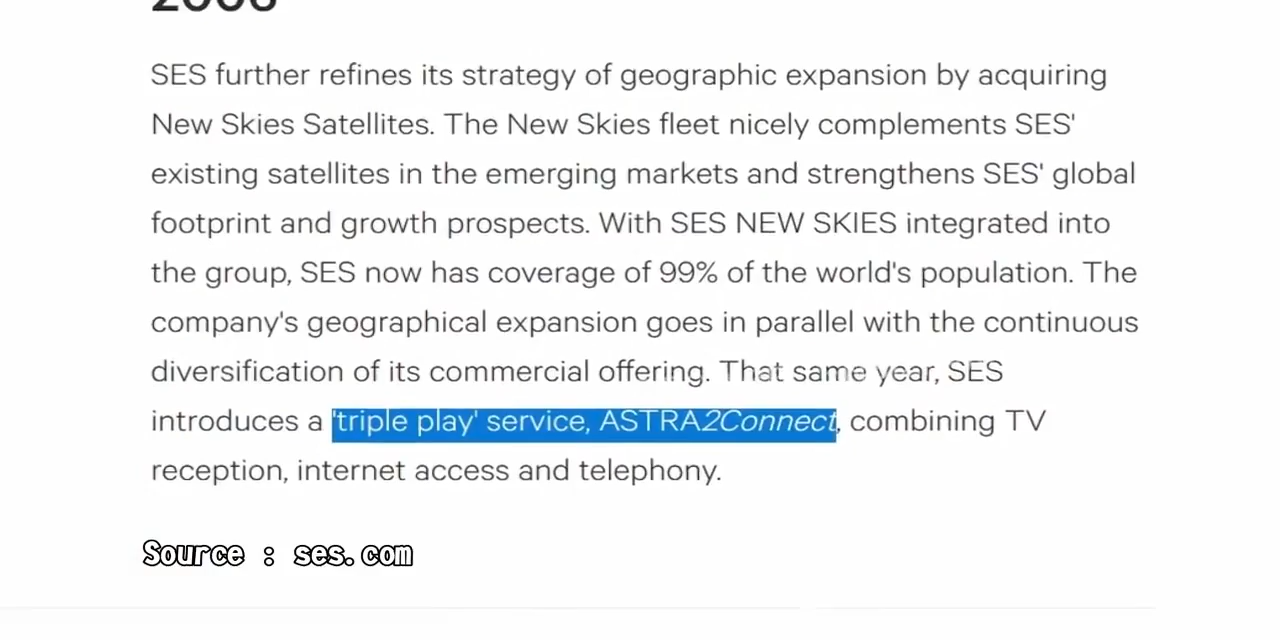 2006
SES further refines its strategy of geographic expansion by acquiring
New Skies Satellites. The New Skies fleet nicely complements SES'
existing satellites in the emerging markets and strengthens SES' global
footprint and growth prospects. With SES NEW SKIES integrated into
the group, SES now has coverage of 99% of the world's population. The
company's geographical expansion goes in parallel with the continuous
diversification of its commercial offering. That same year, SES
introduces a 'triple play' service, ASTRA2Connect, combining TV
reception, internet access and telephony.
Source : ses.com